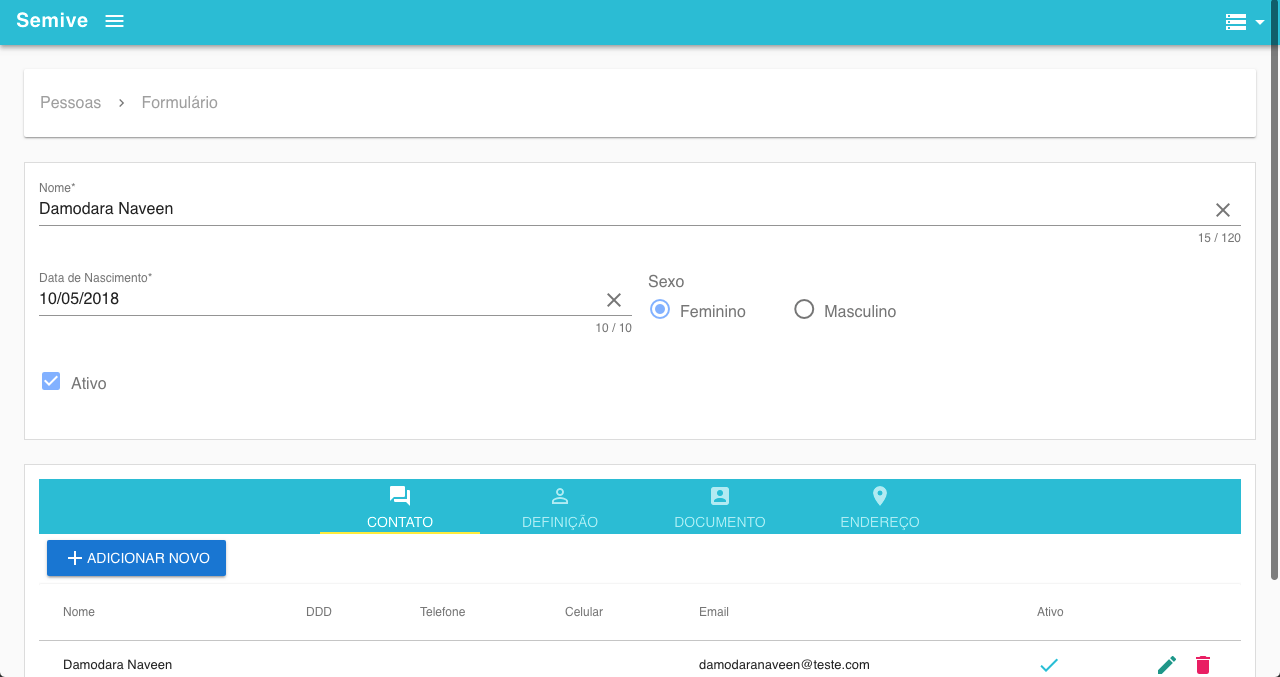 Semive
Pessoas › Formulário
Nome*
Damodara Naveen
15 / 120
Data de Nascimento*
10/05/2018
10 / 10
Sexo
Feminino Masculino
Ativo
CONTATO DEFINIÇÃO DOCUMENTO ENDEREÇO
ADICIONAR NOVO
Nome DDD Telefone Celular Email Ativo
Damodara Naveen damodaranaveen@teste.com